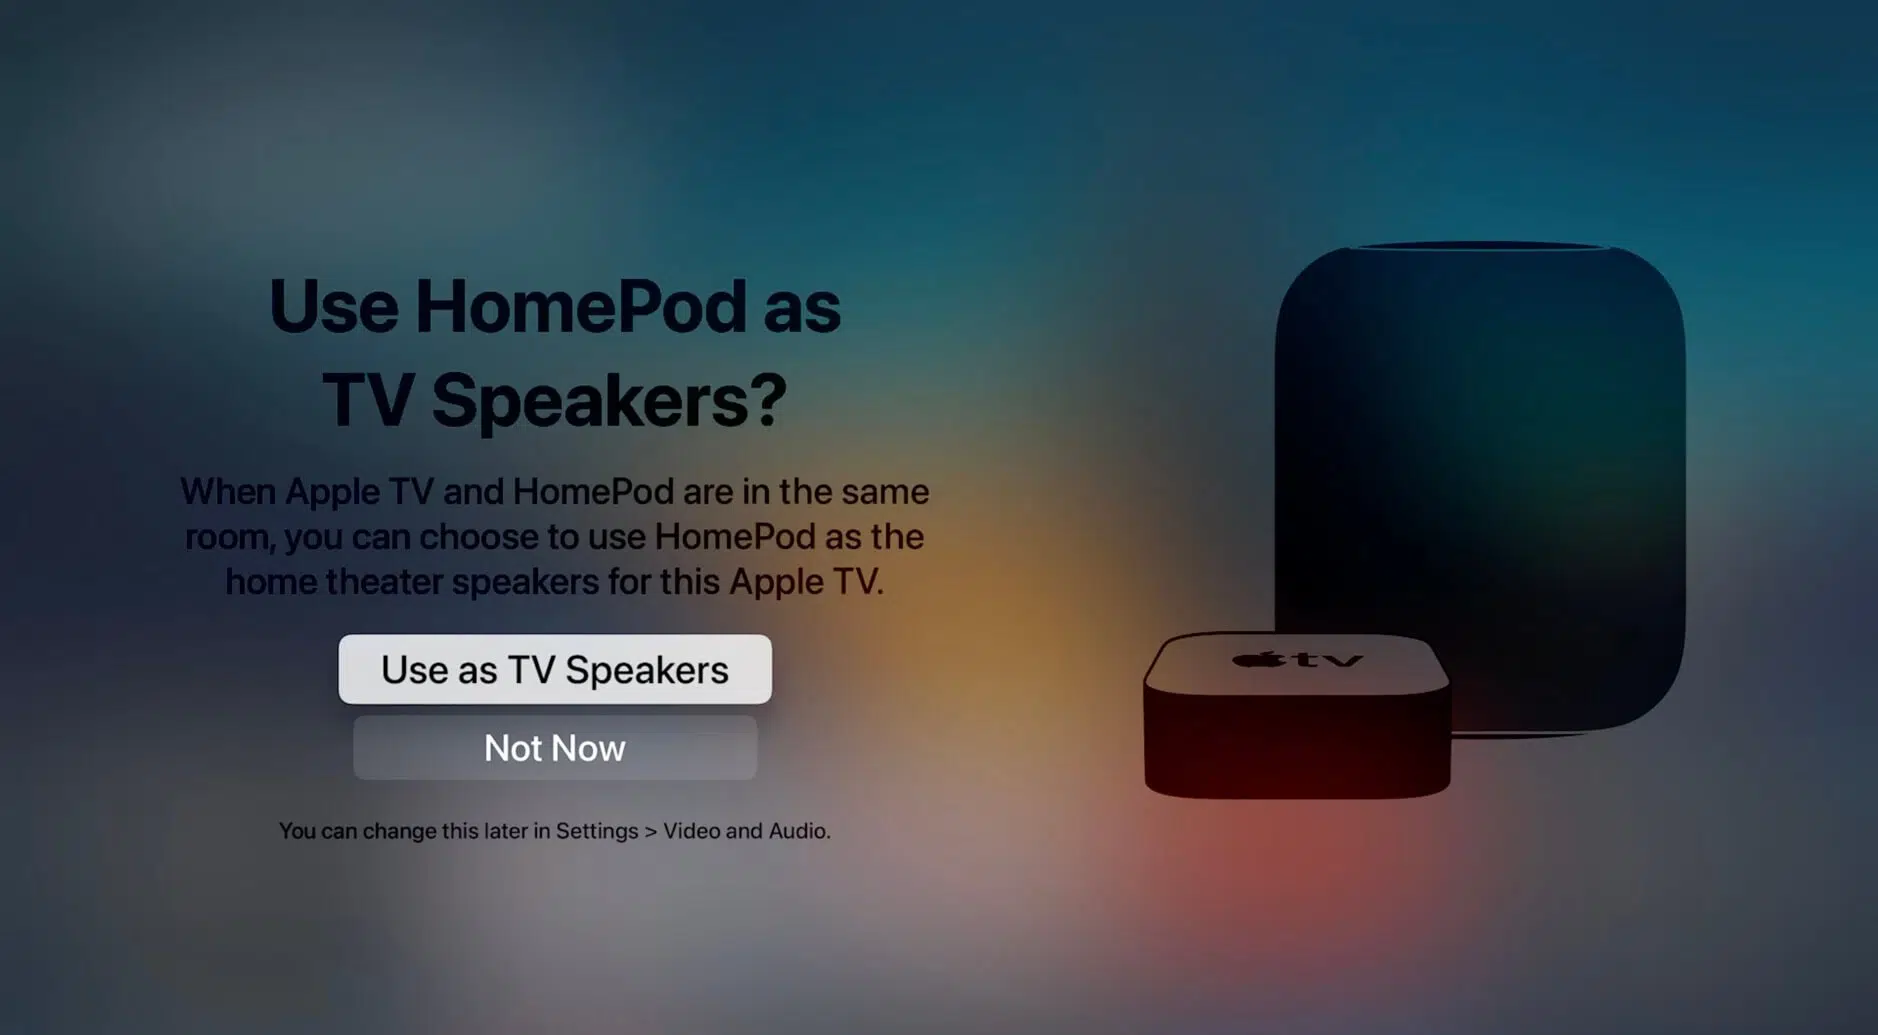 Use HomePod as
TV Speakers?
When Apple TV and HomePod are in the same
room, you can choose to use HomePod as the
home theater speakers for this Apple TV.
Use as TV Speakers
Not Now
You can change this later in Settings > Video and Audio.
tv